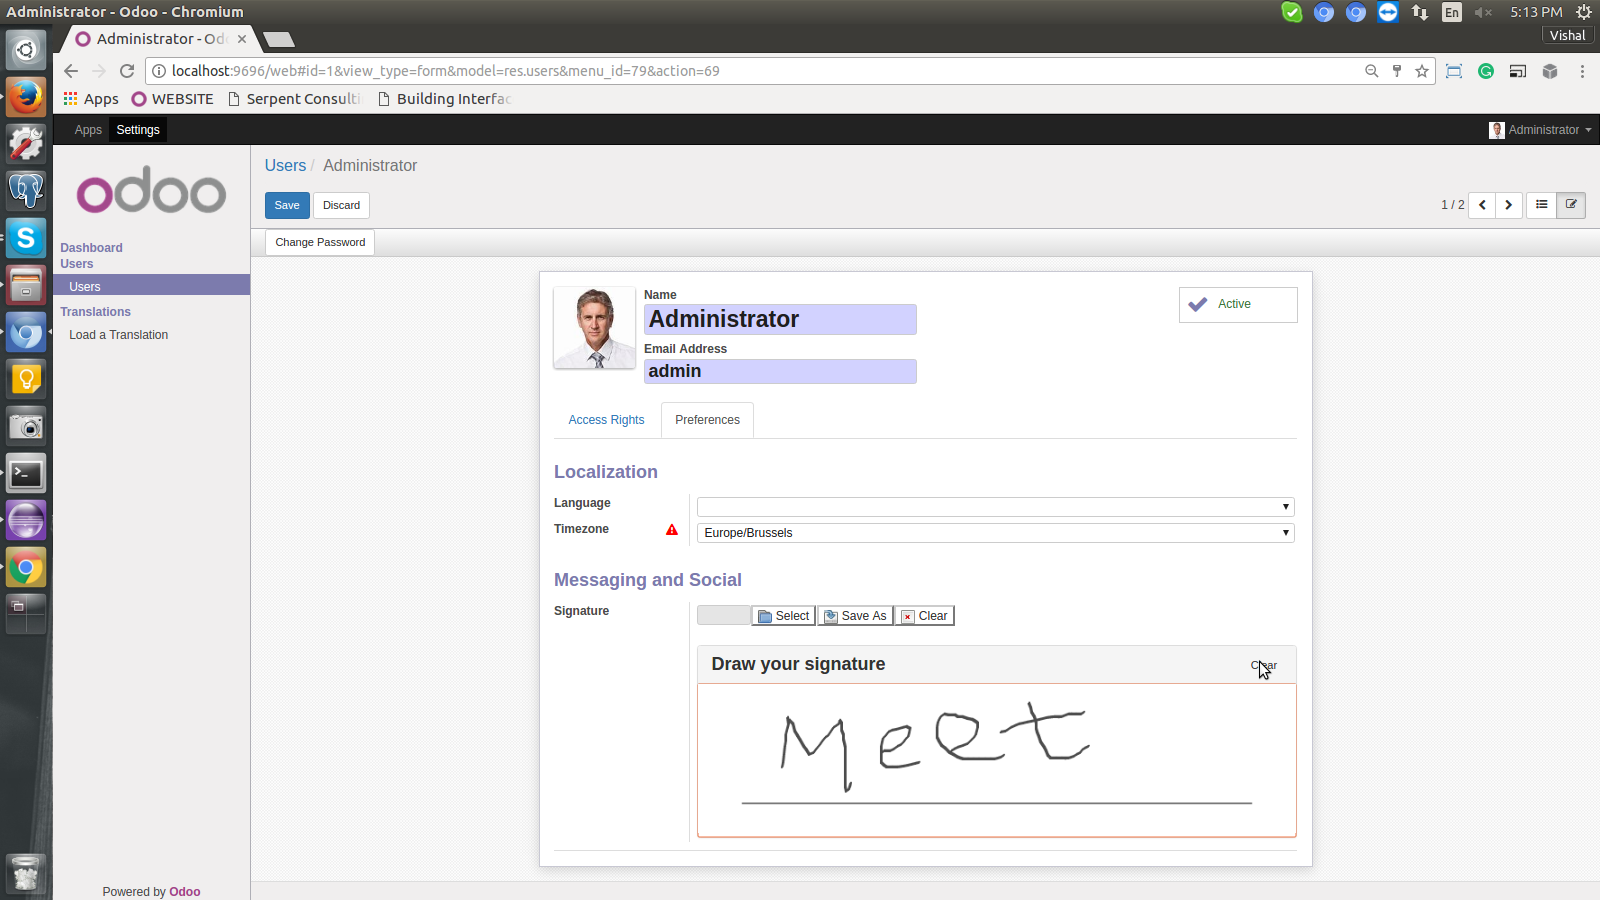 Administrator - Odoo - Chromium
En
5:13 PM
Administrator - Od
Vishal
localhost:9696/web#id=1&view_type=form&model=res.users&menu_id=79&action=69
Apps WEBSITE Serpent Consulti Building Interfac
Apps Settings Administrator
odoo
Users / Administrator
Save Discard 1 / 2
Change Password
Dashboard
Users
Users
Translations
Load a Translation
Name
Administrator
Active
Email Address
admin
Access Rights Preferences
Localization
Language
Timezone Europe/Brussels
Messaging and Social
Signature Select Save As Clear
Draw your signature Clear
Meet
Powered by Odoo